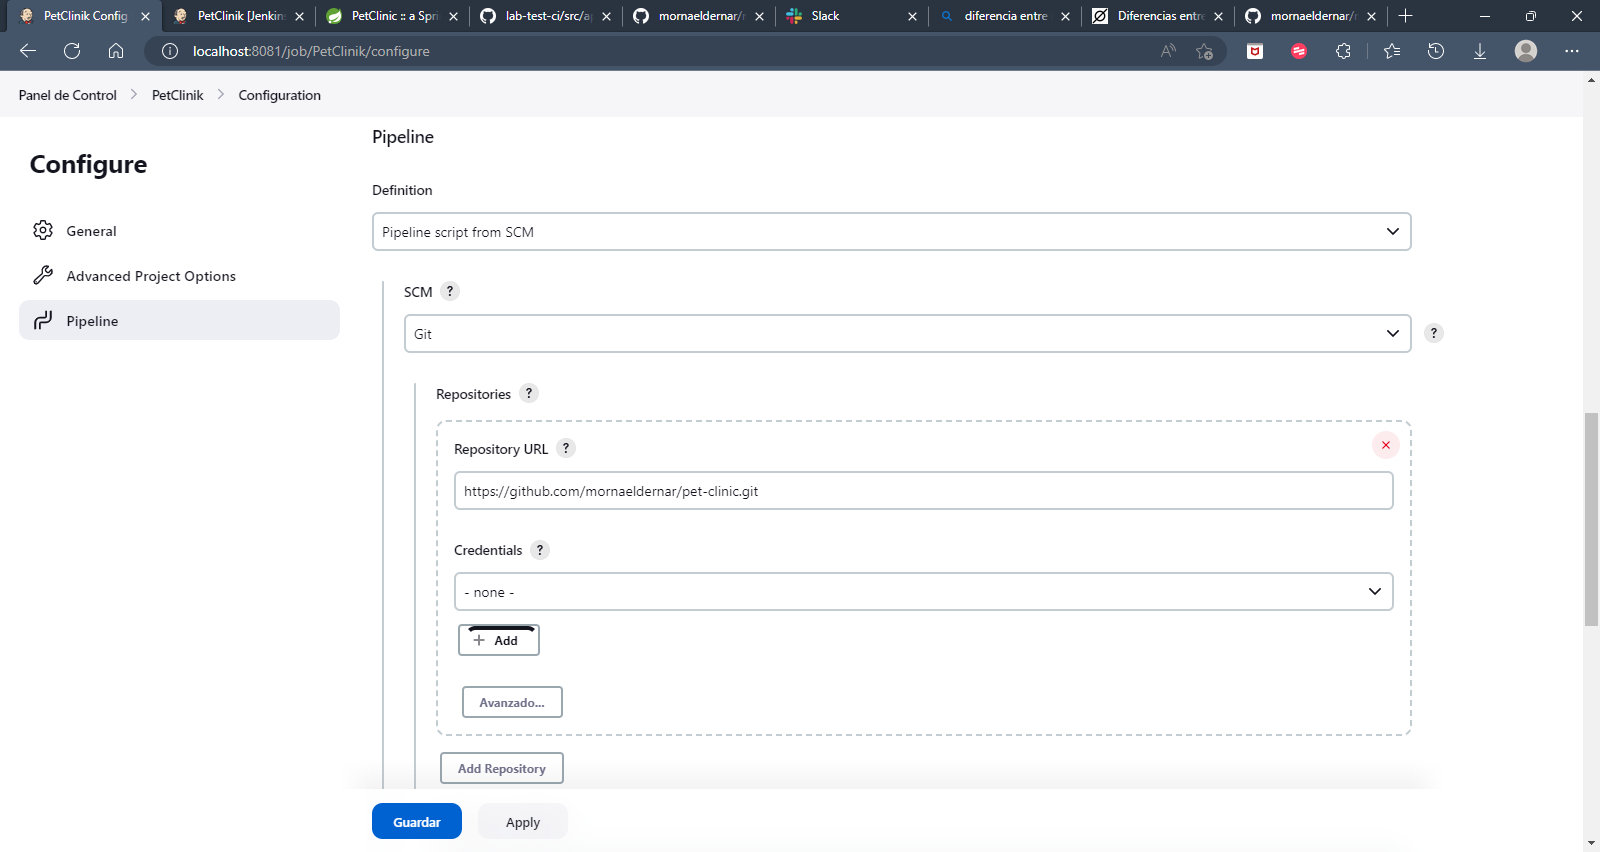 PetClinik Config
PetClinik [Jenkins
PetClinic :: a Spri
lab-test-ci/src/a
mornaeldernar/
Slack
diferencia entre
Diferencias entre
mornaeldernar/
localhost:8081/job/PetClinik/configure
Panel de Control
PetClinik
Configuration
Configure
General
Advanced Project Options
Pipeline
Pipeline
Definition
Pipeline script from SCM
SCM ?
Git
?
Repositories ?
Repository URL ?
https://github.com/mornaeldernar/pet-clinic.git
Credentials ?
- none -
+ Add
Avanzado...
Add Repository
Guardar
Apply